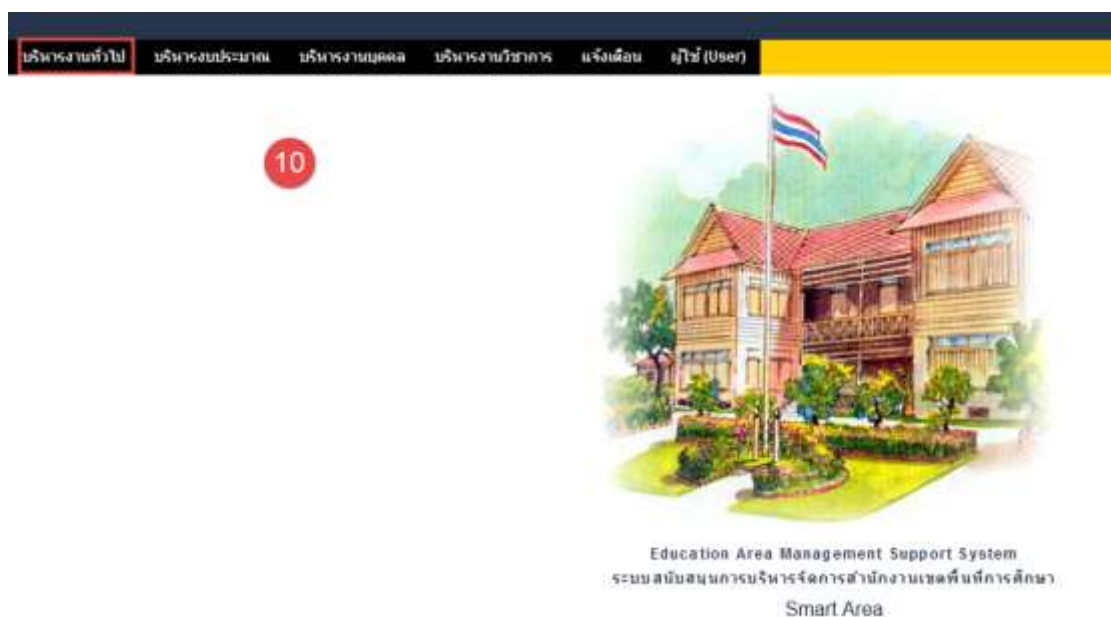 บริหารงานทั่วไป บริหารงบประมาณ บริหารงานบุคคล บริหารงานวิชาการ แจ้งเตือน ผู้ใช้ (User)
10
Education Area Management Support System
ระบบสนับสนุนการบริหารจัดการสำนักงานเขตพื้นที่การศึกษา
Smart Area